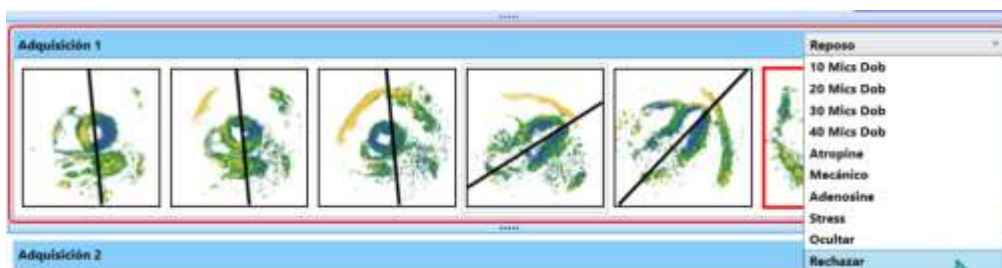 Adquisición 1
Reposo
10 Mics Dob
20 Mics Dob
30 Mics Dob
40 Mics Dob
Atropine
Mecánico
Adenosine
Stress
Ocultar
Rechazar
Adquisición 2